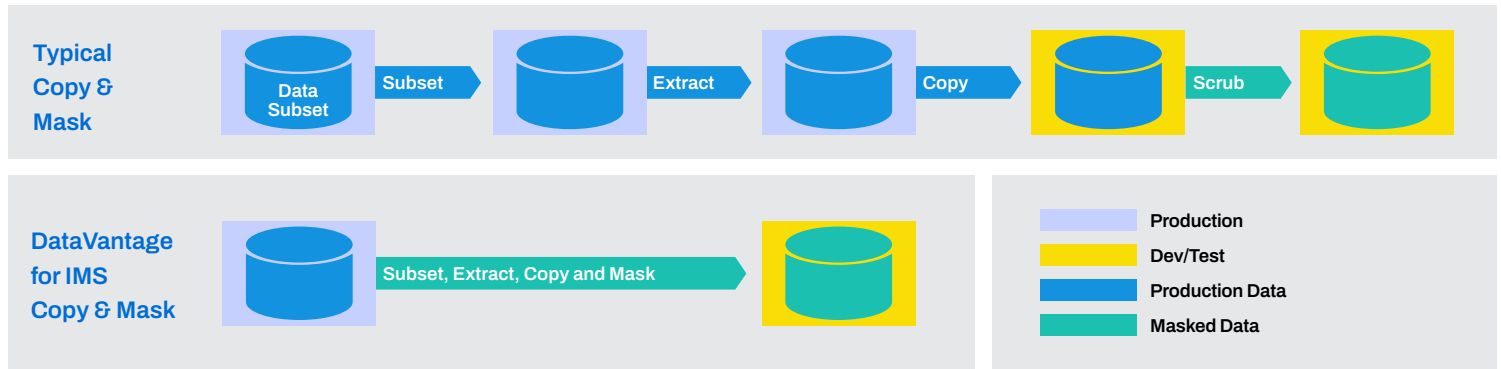 Typical
Copy &
Mask
Data
Subset
Subset
Extract
Copy
Scrub
DataVantage
for IMS
Copy & Mask
Subset, Extract, Copy and Mask
Production
Dev/Test
Production Data
Masked Data